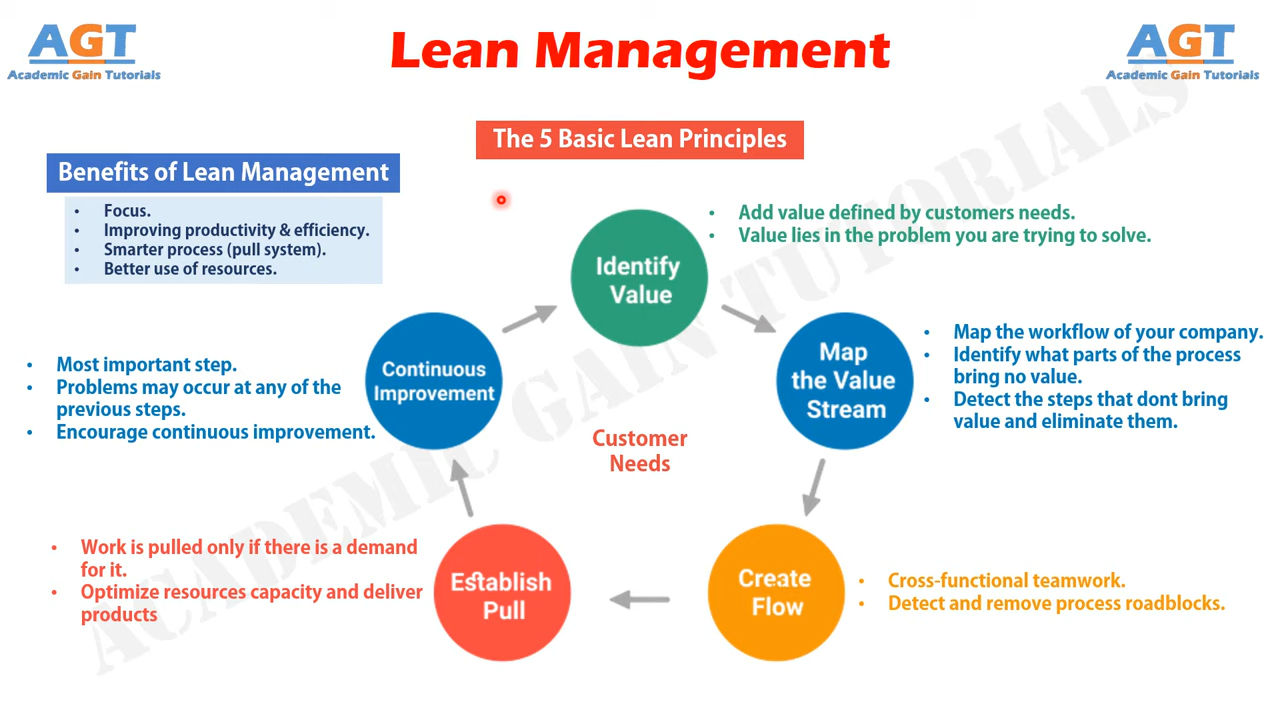 AGT
Academic Gain Tutorials
Lean Management
AGT
Academic Gain Tutorials
The 5 Basic Lean Principles
Benefits of Lean Management
• Focus.
• Improving productivity & efficiency.
• Smarter process (pull system).
• Better use of resources.
Identify
Value
• Add value defined by customers needs.
• Value lies in the problem you are trying to solve.
Map
the Value
Stream
• Map the workflow of your company.
• Identify what parts of the process
bring no value.
• Detect the steps that dont bring
value and eliminate them.
Create
Flow
• Cross-functional teamwork.
• Detect and remove process roadblocks.
Establish
Pull
• Work is pulled only if there is a demand
for it.
• Optimize resources capacity and deliver
products
Continuous
Improvement
• Most important step.
• Problems may occur at any of the
previous steps.
• Encourage continuous improvement.
Customer
Needs
ACADEMIC GAIN TUTORIALS